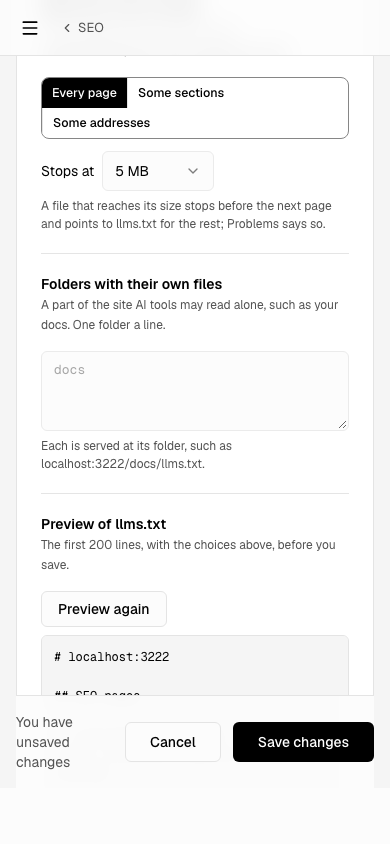 SEO
Every page
Some sections
Some addresses
Stops at
5 MB
A file that reaches its size stops before the next page
and points to llms.txt for the rest; Problems says so.
Folders with their own files
A part of the site AI tools may read alone, such as your
docs. One folder a line.
docs
Each is served at its folder, such as
localhost:3222/docs/llms.txt.
Preview of llms.txt
The first 200 lines, with the choices above, before you
save.
Preview again
# localhost:3222
## SEO pages
You have
unsaved
changes
Cancel
Save changes